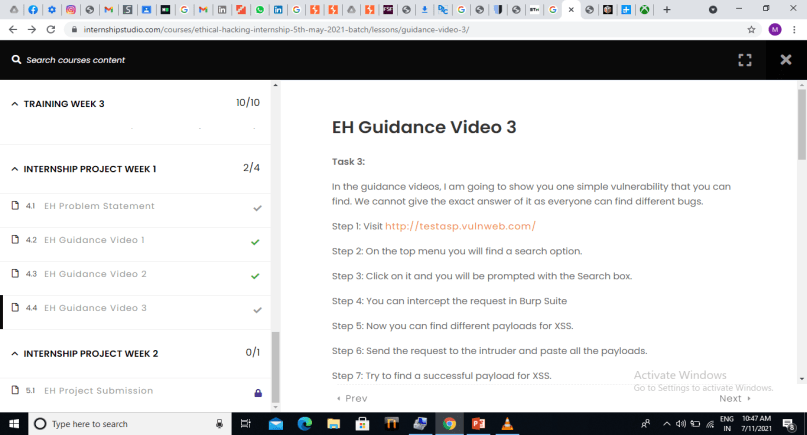 internshipstudio.com/courses/ethical-hacking-internship-5th-may-2021-batch/lessons/guidance-video-3/
M
Search courses content
TRAINING WEEK 3 10/10
INTERNSHIP PROJECT WEEK 1 2/4
4.1 EH Problem Statement
4.2 EH Guidance Video 1
4.3 EH Guidance Video 2
4.4 EH Guidance Video 3
INTERNSHIP PROJECT WEEK 2 0/1
5.1 EH Project Submission
EH Guidance Video 3
Task 3:
In the guidance videos, I am going to show you one simple vulnerability that you can
find. We cannot give the exact answer of it as everyone can find different bugs.
Step 1: Visit http://testasp.vulnweb.com/
Step 2: On the top menu you will find a search option.
Step 3: Click on it and you will be prompted with the Search box.
Step 4: You can intercept the request in Burp Suite
Step 5: Now you can find different payloads for XSS.
Step 6: Send the request to the intruder and paste all the payloads.
Step 7: Try to find a successful payload for XSS.
Activate Windows
Go to Settings to activate Windows.
Prev
Next
Type here to search
ENG
IN
10:47 AM
7/11/2021